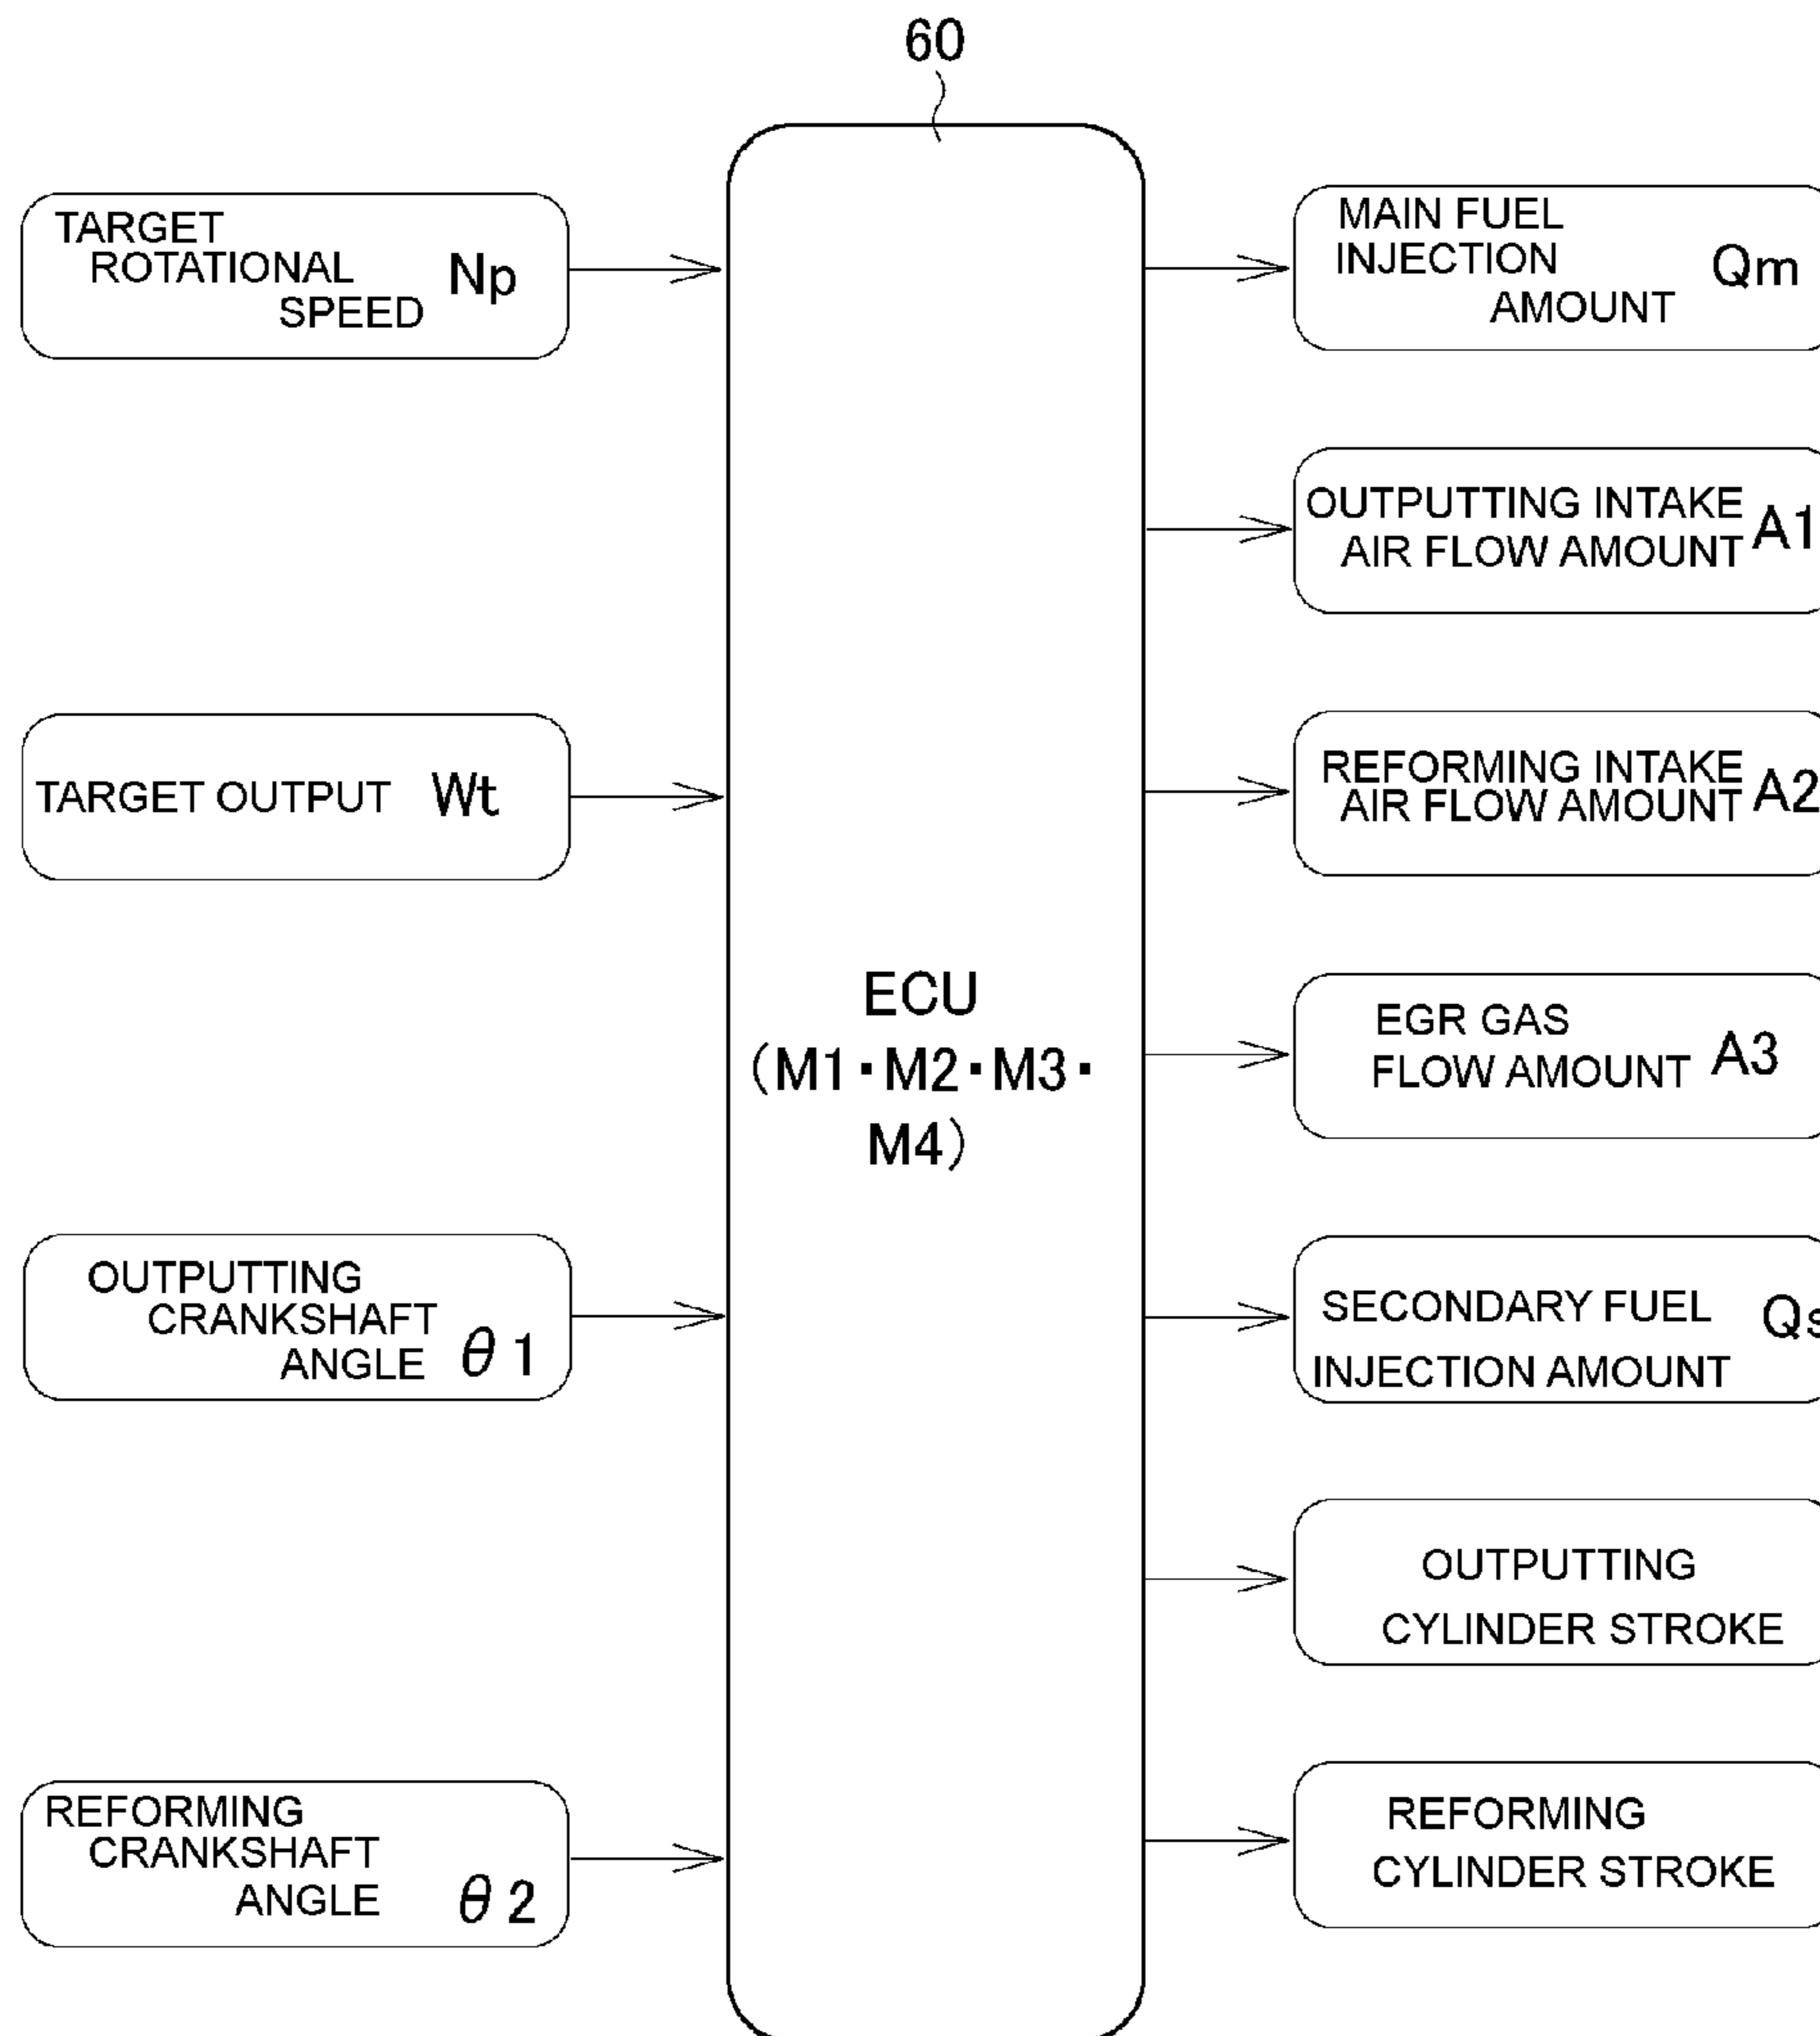 60
TARGET
ROTATIONAL
SPEED Np
TARGET OUTPUT Wt
OUTPUTTING
CRANKSHAFT
ANGLE θ1
REFORMING
CRANKSHAFT
ANGLE θ2
ECU
(M1・M2・M3・
M4)
MAIN FUEL
INJECTION Qm
AMOUNT
OUTPUTTING INTAKE
AIR FLOW AMOUNT A1
REFORMING INTAKE
AIR FLOW AMOUNT A2
EGR GAS
FLOW AMOUNT A3
SECONDARY FUEL Qs
INJECTION AMOUNT
OUTPUTTING
CYLINDER STROKE
REFORMING
CYLINDER STROKE